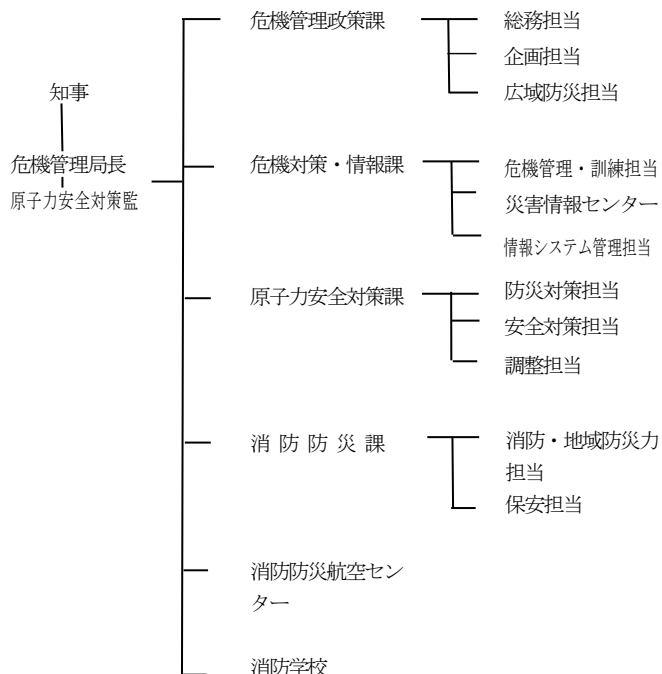 知事
危機管理局長
原子力安全対策監
危機管理政策課
総務担当
企画担当
広域防災担当
危機対策・情報課
危機管理・訓練担当
災害情報センター
情報システム管理担当
原子力安全対策課
防災対策担当
安全対策担当
調整担当
消 防 防 災 課
消防・地域防災力
担当
保安担当
消防防災航空セン
ター
消防学校